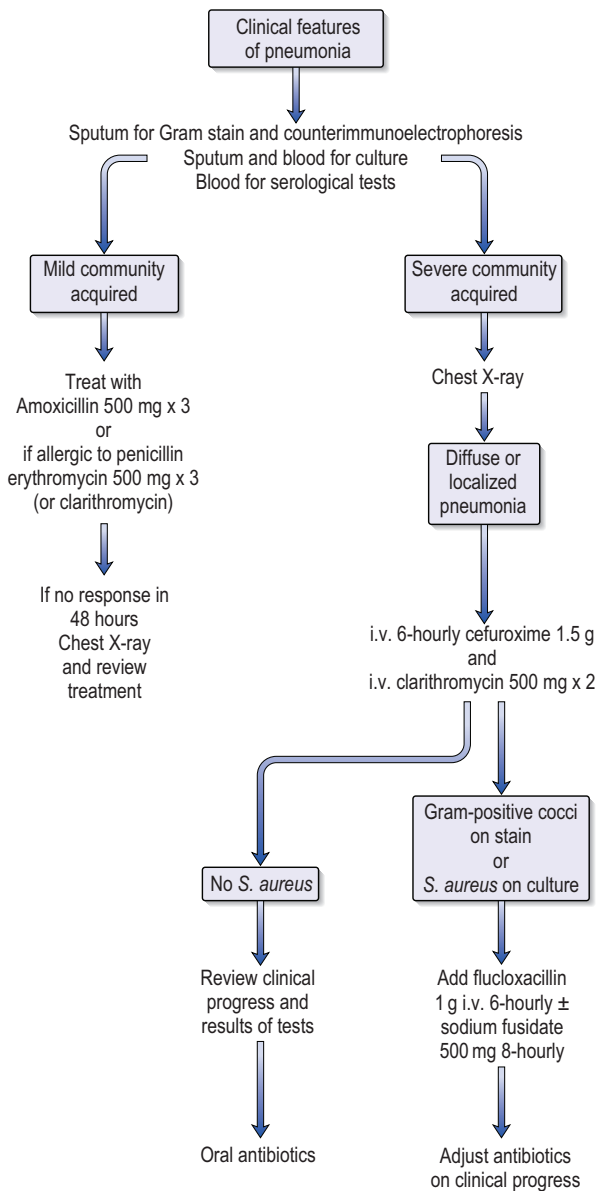 Clinical features
of pneumonia
Sputum for Gram stain and counterimmunoelectrophoresis
Sputum and blood for culture
Blood for serological tests
Mild community
acquired
Treat with
Amoxicillin 500 mg x 3
or
if allergic to penicillin
erythromycin 500 mg x 3
(or clarithromycin)
If no response in
48 hours
Chest X-ray
and review
treatment
Severe community
acquired
Chest X-ray
Diffuse or
localized
pneumonia
i.v. 6-hourly cefuroxime 1.5 g
and
i.v. clarithromycin 500 mg x 2
No S. aureus
Review clinical
progress and
results of tests
Oral antibiotics
Gram-positive cocci
on stain
or
S. aureus on culture
Add flucloxacillin
1 g i.v. 6-hourly ±
sodium fusidate
500 mg 8-hourly
Adjust antibiotics
on clinical progress